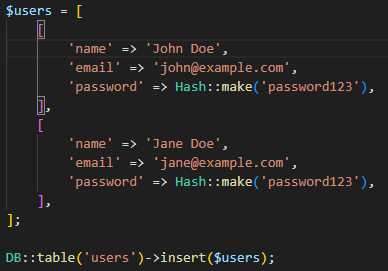 $users = [
    [
        'name' => 'John Doe',
        'email' => 'john@example.com',
        'password' => Hash::make('password123'),
    ],
    [
        'name' => 'Jane Doe',
        'email' => 'jane@example.com',
        'password' => Hash::make('password123'),
    ],
];
DB::table('users')->insert($users);